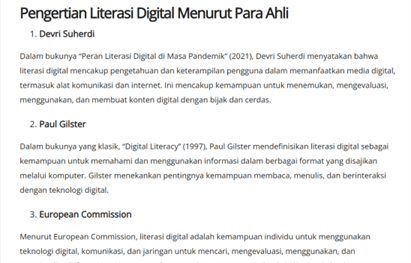 Pengertian Literasi Digital Menurut Para Ahli
1. Devri Suherdi
Dalam bukunya “Peran Literasi Digital di Masa Pandemik” (2021), Devri Suherdi menyatakan bahwa
literasi digital mencakup pengetahuan dan keterampilan pengguna dalam memanfaatkan media digital,
termasuk alat komunikasi dan internet. Ini mencakup kemampuan untuk menemukan, mengevaluasi,
menggunakan, dan membuat konten digital dengan bijak dan cerdas.
2. Paul Gilster
Dalam bukunya yang klasik, “Digital Literacy” (1997), Paul Gilster mendefinisikan literasi digital sebagai
kemampuan untuk memahami dan menggunakan informasi dalam berbagai format yang disajikan
melalui komputer. Gilster menekankan pentingnya kemampuan membaca, menulis, dan berinteraksi
dengan teknologi digital.
3. European Commission
Menurut European Commission, literasi digital adalah kemampuan individu untuk menggunakan
teknologi digital, komunikasi, dan jaringan untuk mencari, mengevaluasi, menggunakan, dan